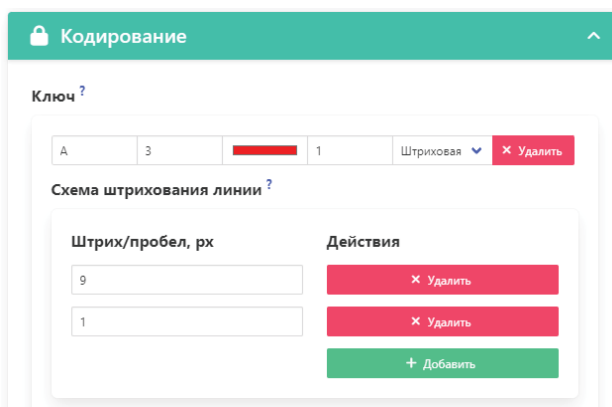 Кодирование
Ключ ?
А 3 1 Штриховая × Удалить
Схема штрихования линии ?
Штрих/пробел, px Действия
9 × Удалить
1 × Удалить
+ Добавить